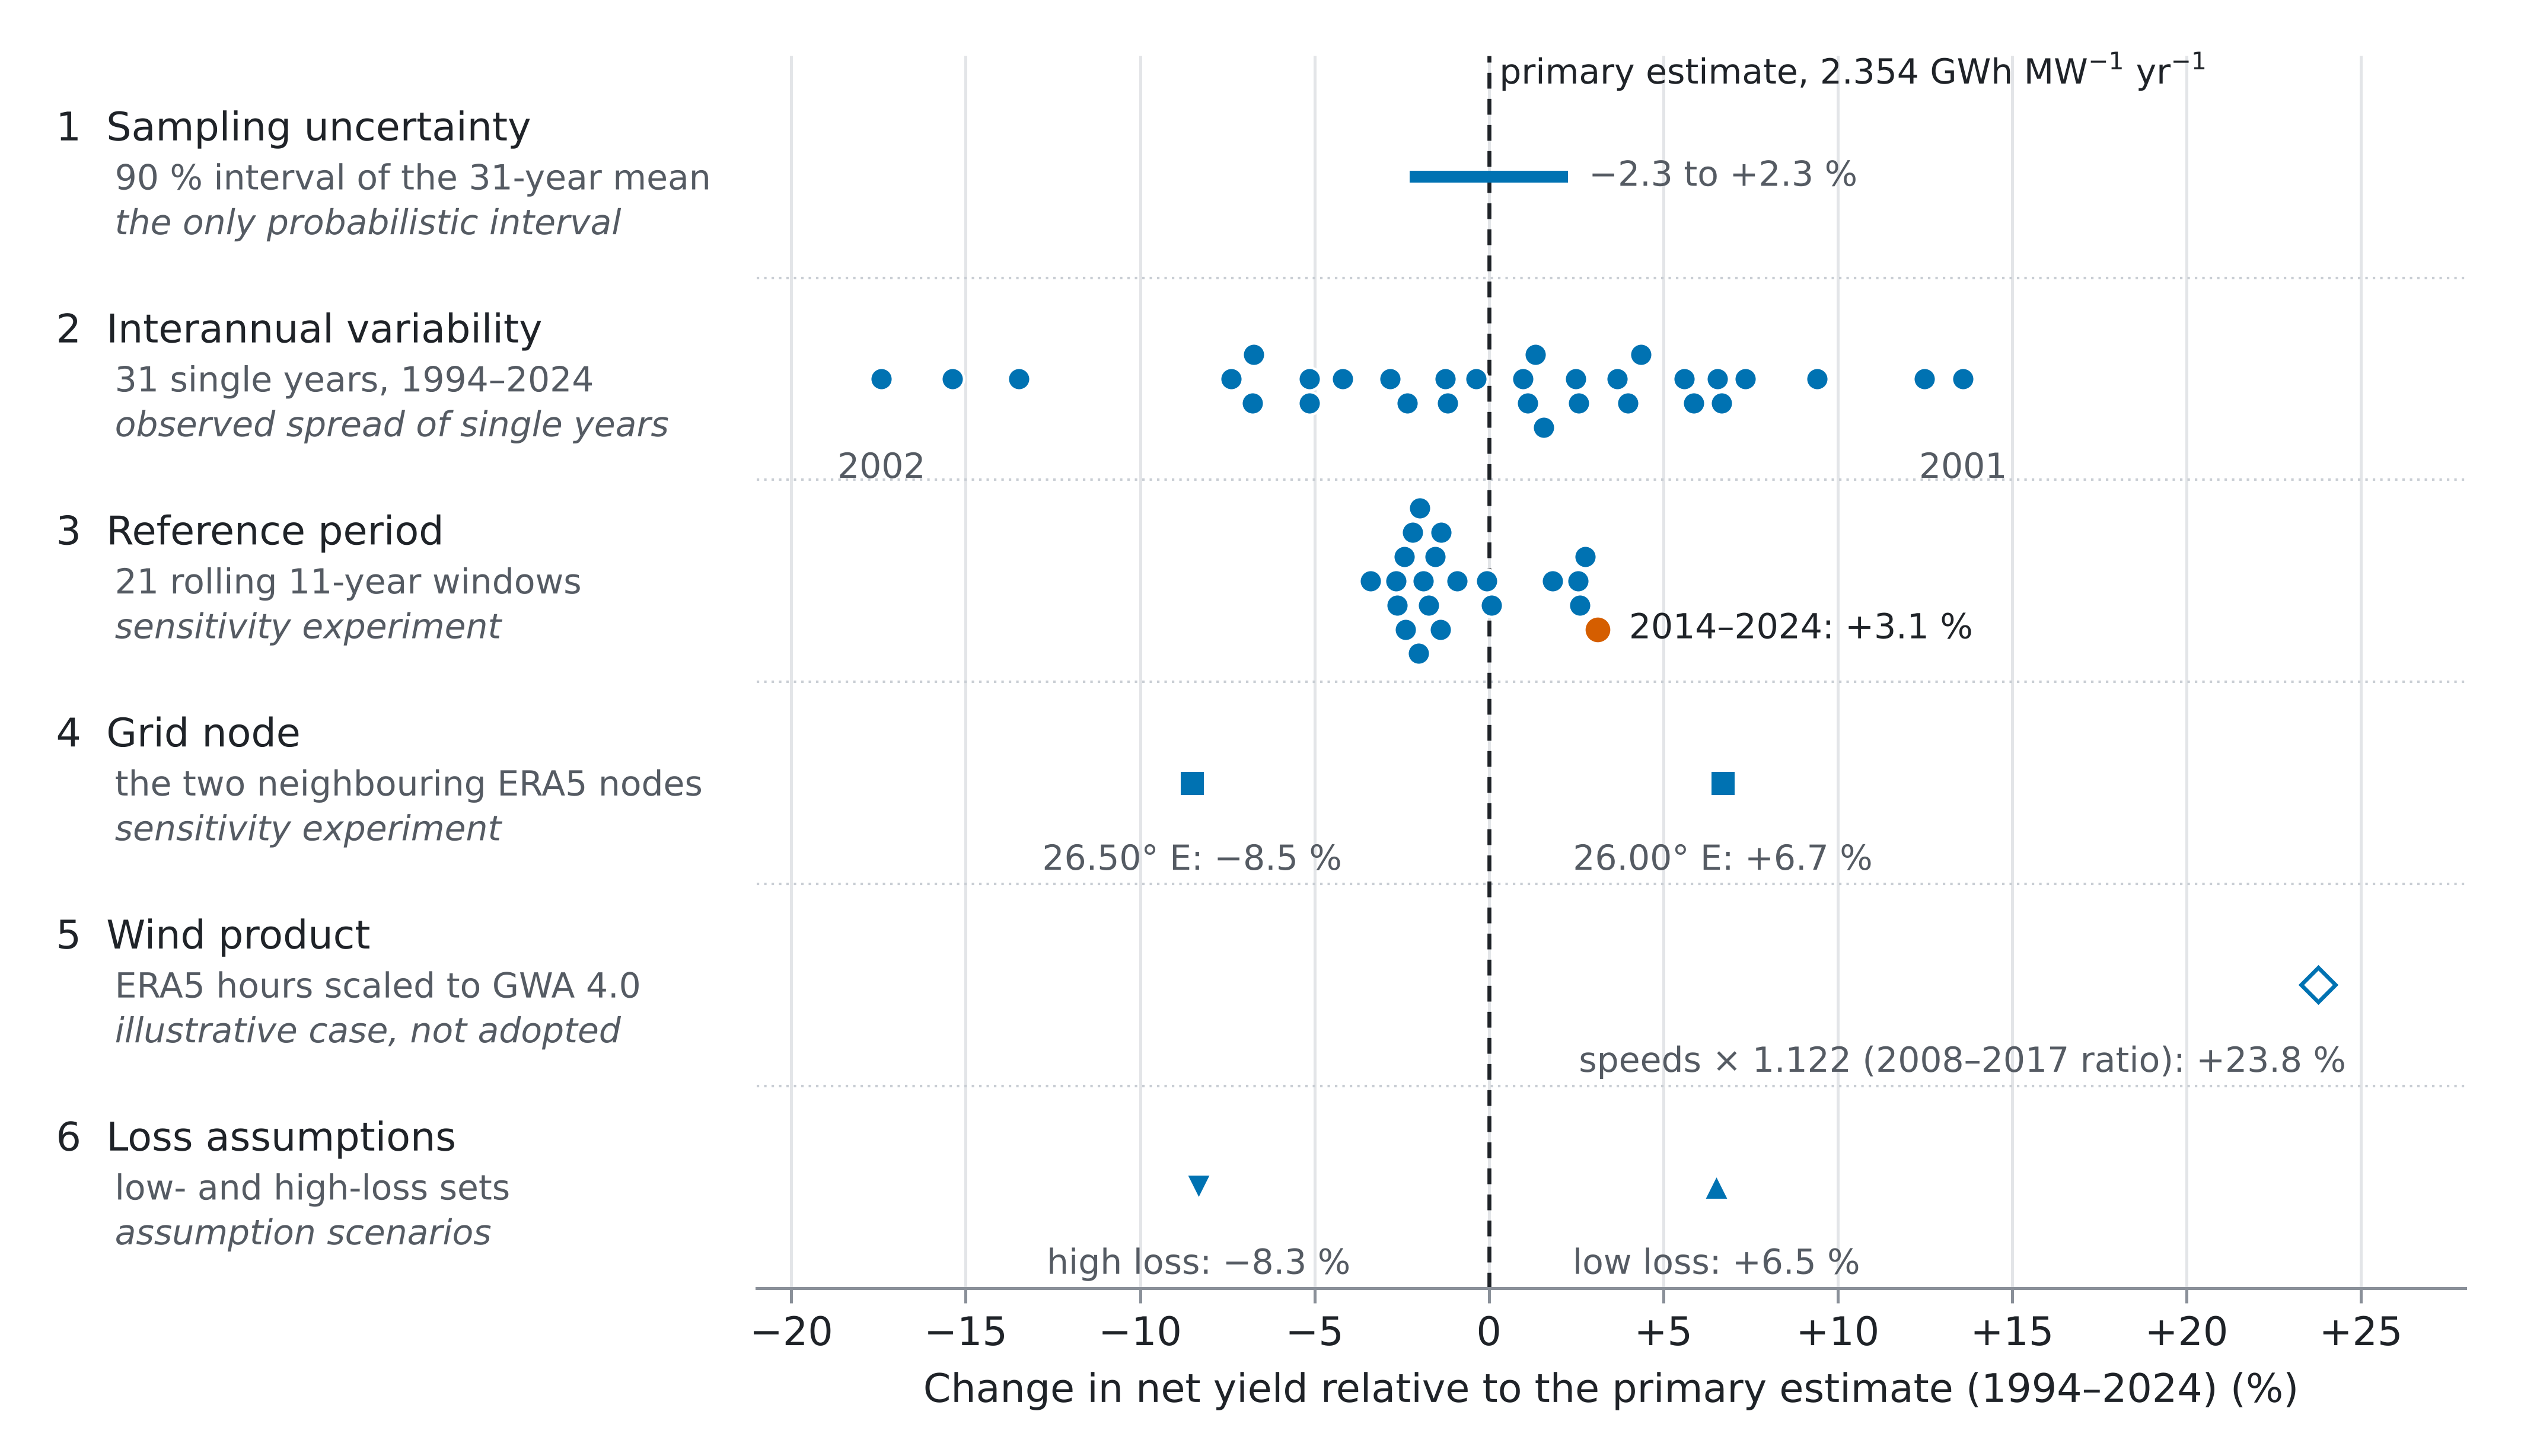 primary estimate, 2.354 GWh MW⁻¹ yr⁻¹
1 Sampling uncertainty
90 % interval of the 31-year mean
−2.3 to +2.3 %
the only probabilistic interval
2 Interannual variability
31 single years, 1994–2024
observed spread of single years
2002
2001
3 Reference period
21 rolling 11-year windows
sensitivity experiment
2014–2024: +3.1 %
4 Grid node
the two neighbouring ERA5 nodes
sensitivity experiment
26.50° E: −8.5 %
26.00° E: +6.7 %
5 Wind product
ERA5 hours scaled to GWA 4.0
illustrative case, not adopted
speeds × 1.122 (2008–2017 ratio): +23.8 %
6 Loss assumptions
low- and high-loss sets
assumption scenarios
high loss: −8.3 %
low loss: +6.5 %
−20 −15 −10 −5 0 +5 +10 +15 +20 +25
Change in net yield relative to the primary estimate (1994–2024) (%)